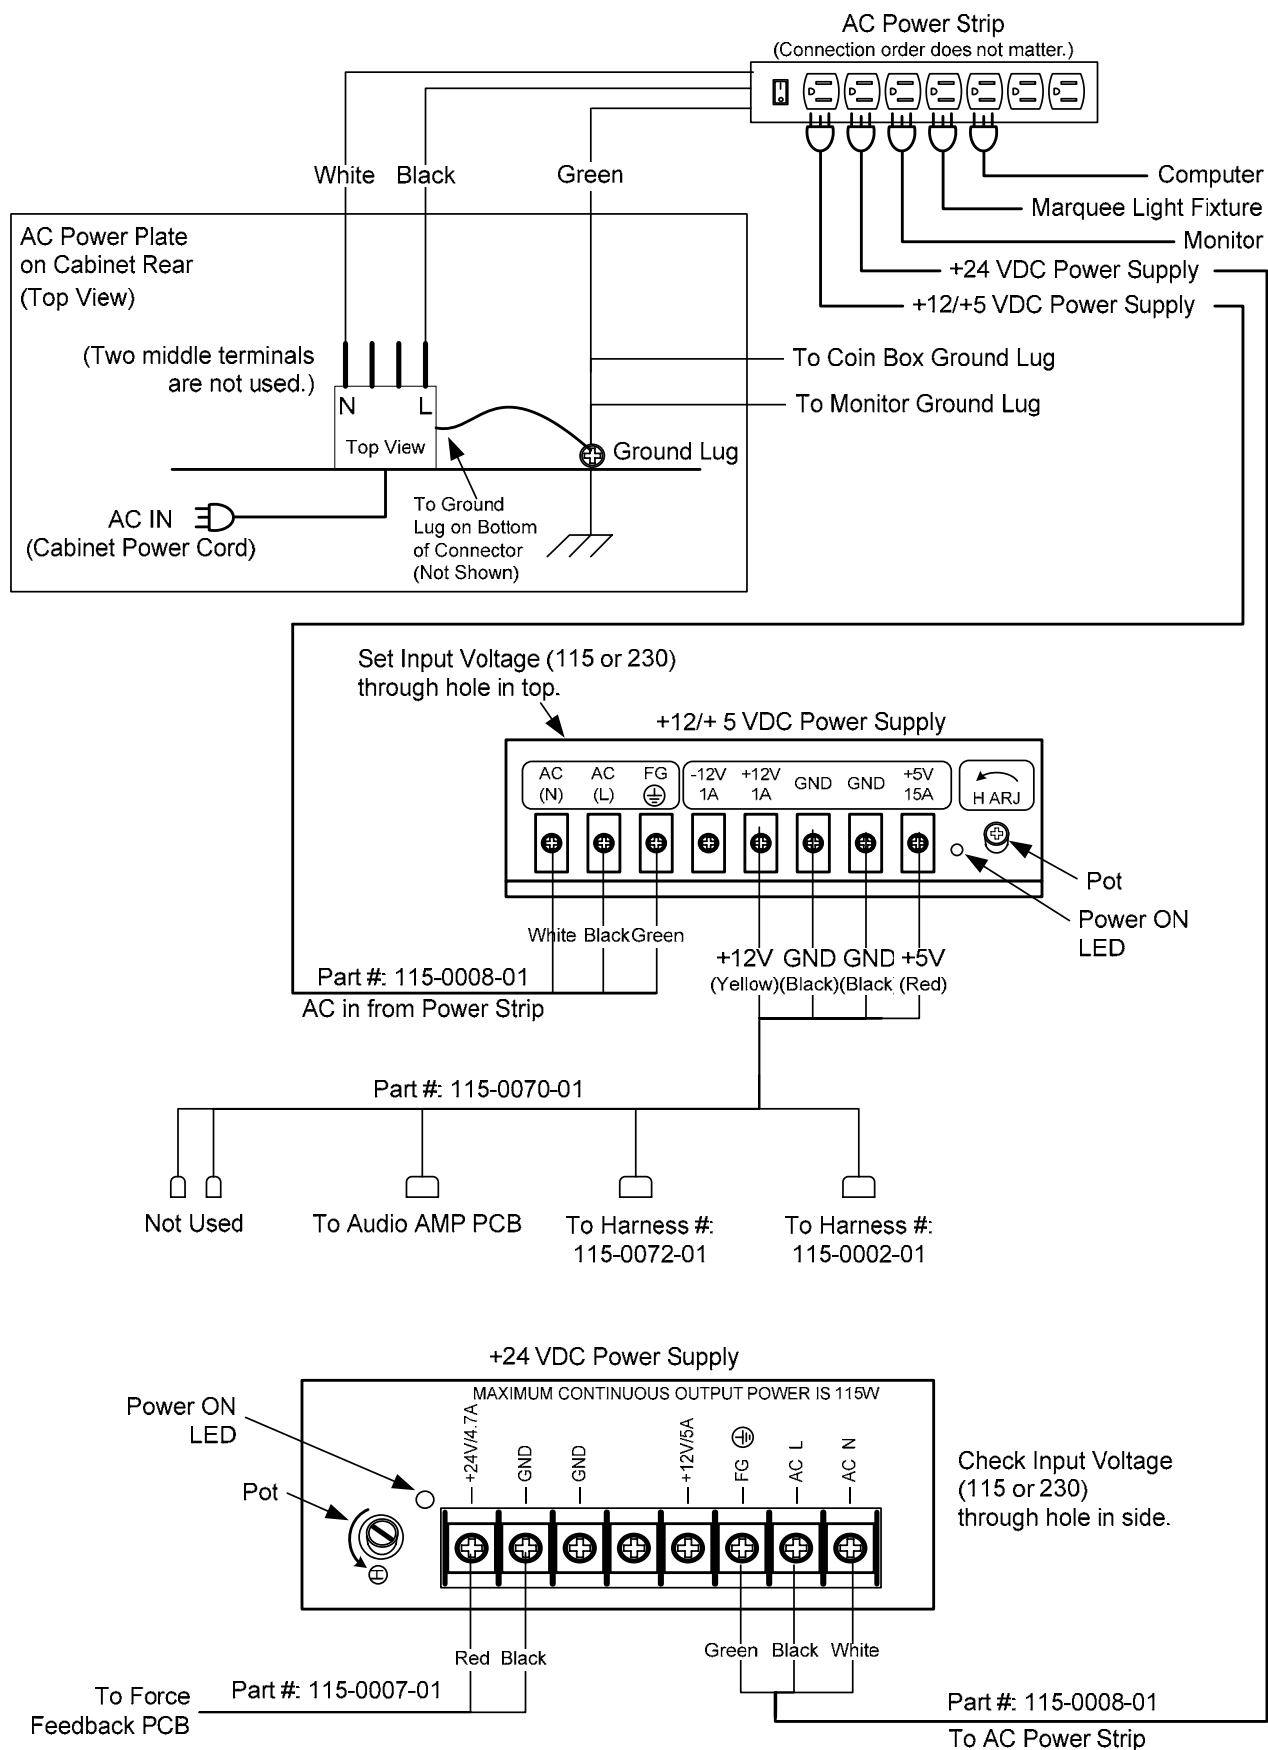 AC Power Strip
(Connection order does not matter.)
White
Black
Green
Computer
Marquee Light Fixture
Monitor
+24 VDC Power Supply
+12/+5 VDC Power Supply
AC Power Plate
on Cabinet Rear
(Top View)
(Two middle terminals
are not used.)
N
L
Top View
To Coin Box Ground Lug
To Monitor Ground Lug
Ground Lug
AC IN
(Cabinet Power Cord)
To Ground
Lug on Bottom
of Connector
(Not Shown)
Set Input Voltage (115 or 230)
through hole in top.
+12/+ 5 VDC Power Supply
AC
(N)
AC
(L)
FG
-12V
1A
+12V
1A
GND
GND
+5V
15A
H ARJ
Pot
Power ON
LED
White
Black
Green
+12V
(Yellow)
GND
(Black)
GND
(Black
+5V
(Red)
Part #: 115-0008-01
AC in from Power Strip
Part #: 115-0070-01
Not Used
To Audio AMP PCB
To Harness #:
115-0072-01
To Harness #:
115-0002-01
+24 VDC Power Supply
MAXIMUM CONTINUOUS OUTPUT POWER IS 115W
Power ON
LED
Pot
H
+24V/4.7A
GND
GND
+12V/5A
FG
AC L
AC N
Check Input Voltage
(115 or 230)
through hole in side.
Red
Black
Green
Black
White
To Force
Feedback PCB
Part #: 115-0007-01
Part #: 115-0008-01
To AC Power Strip